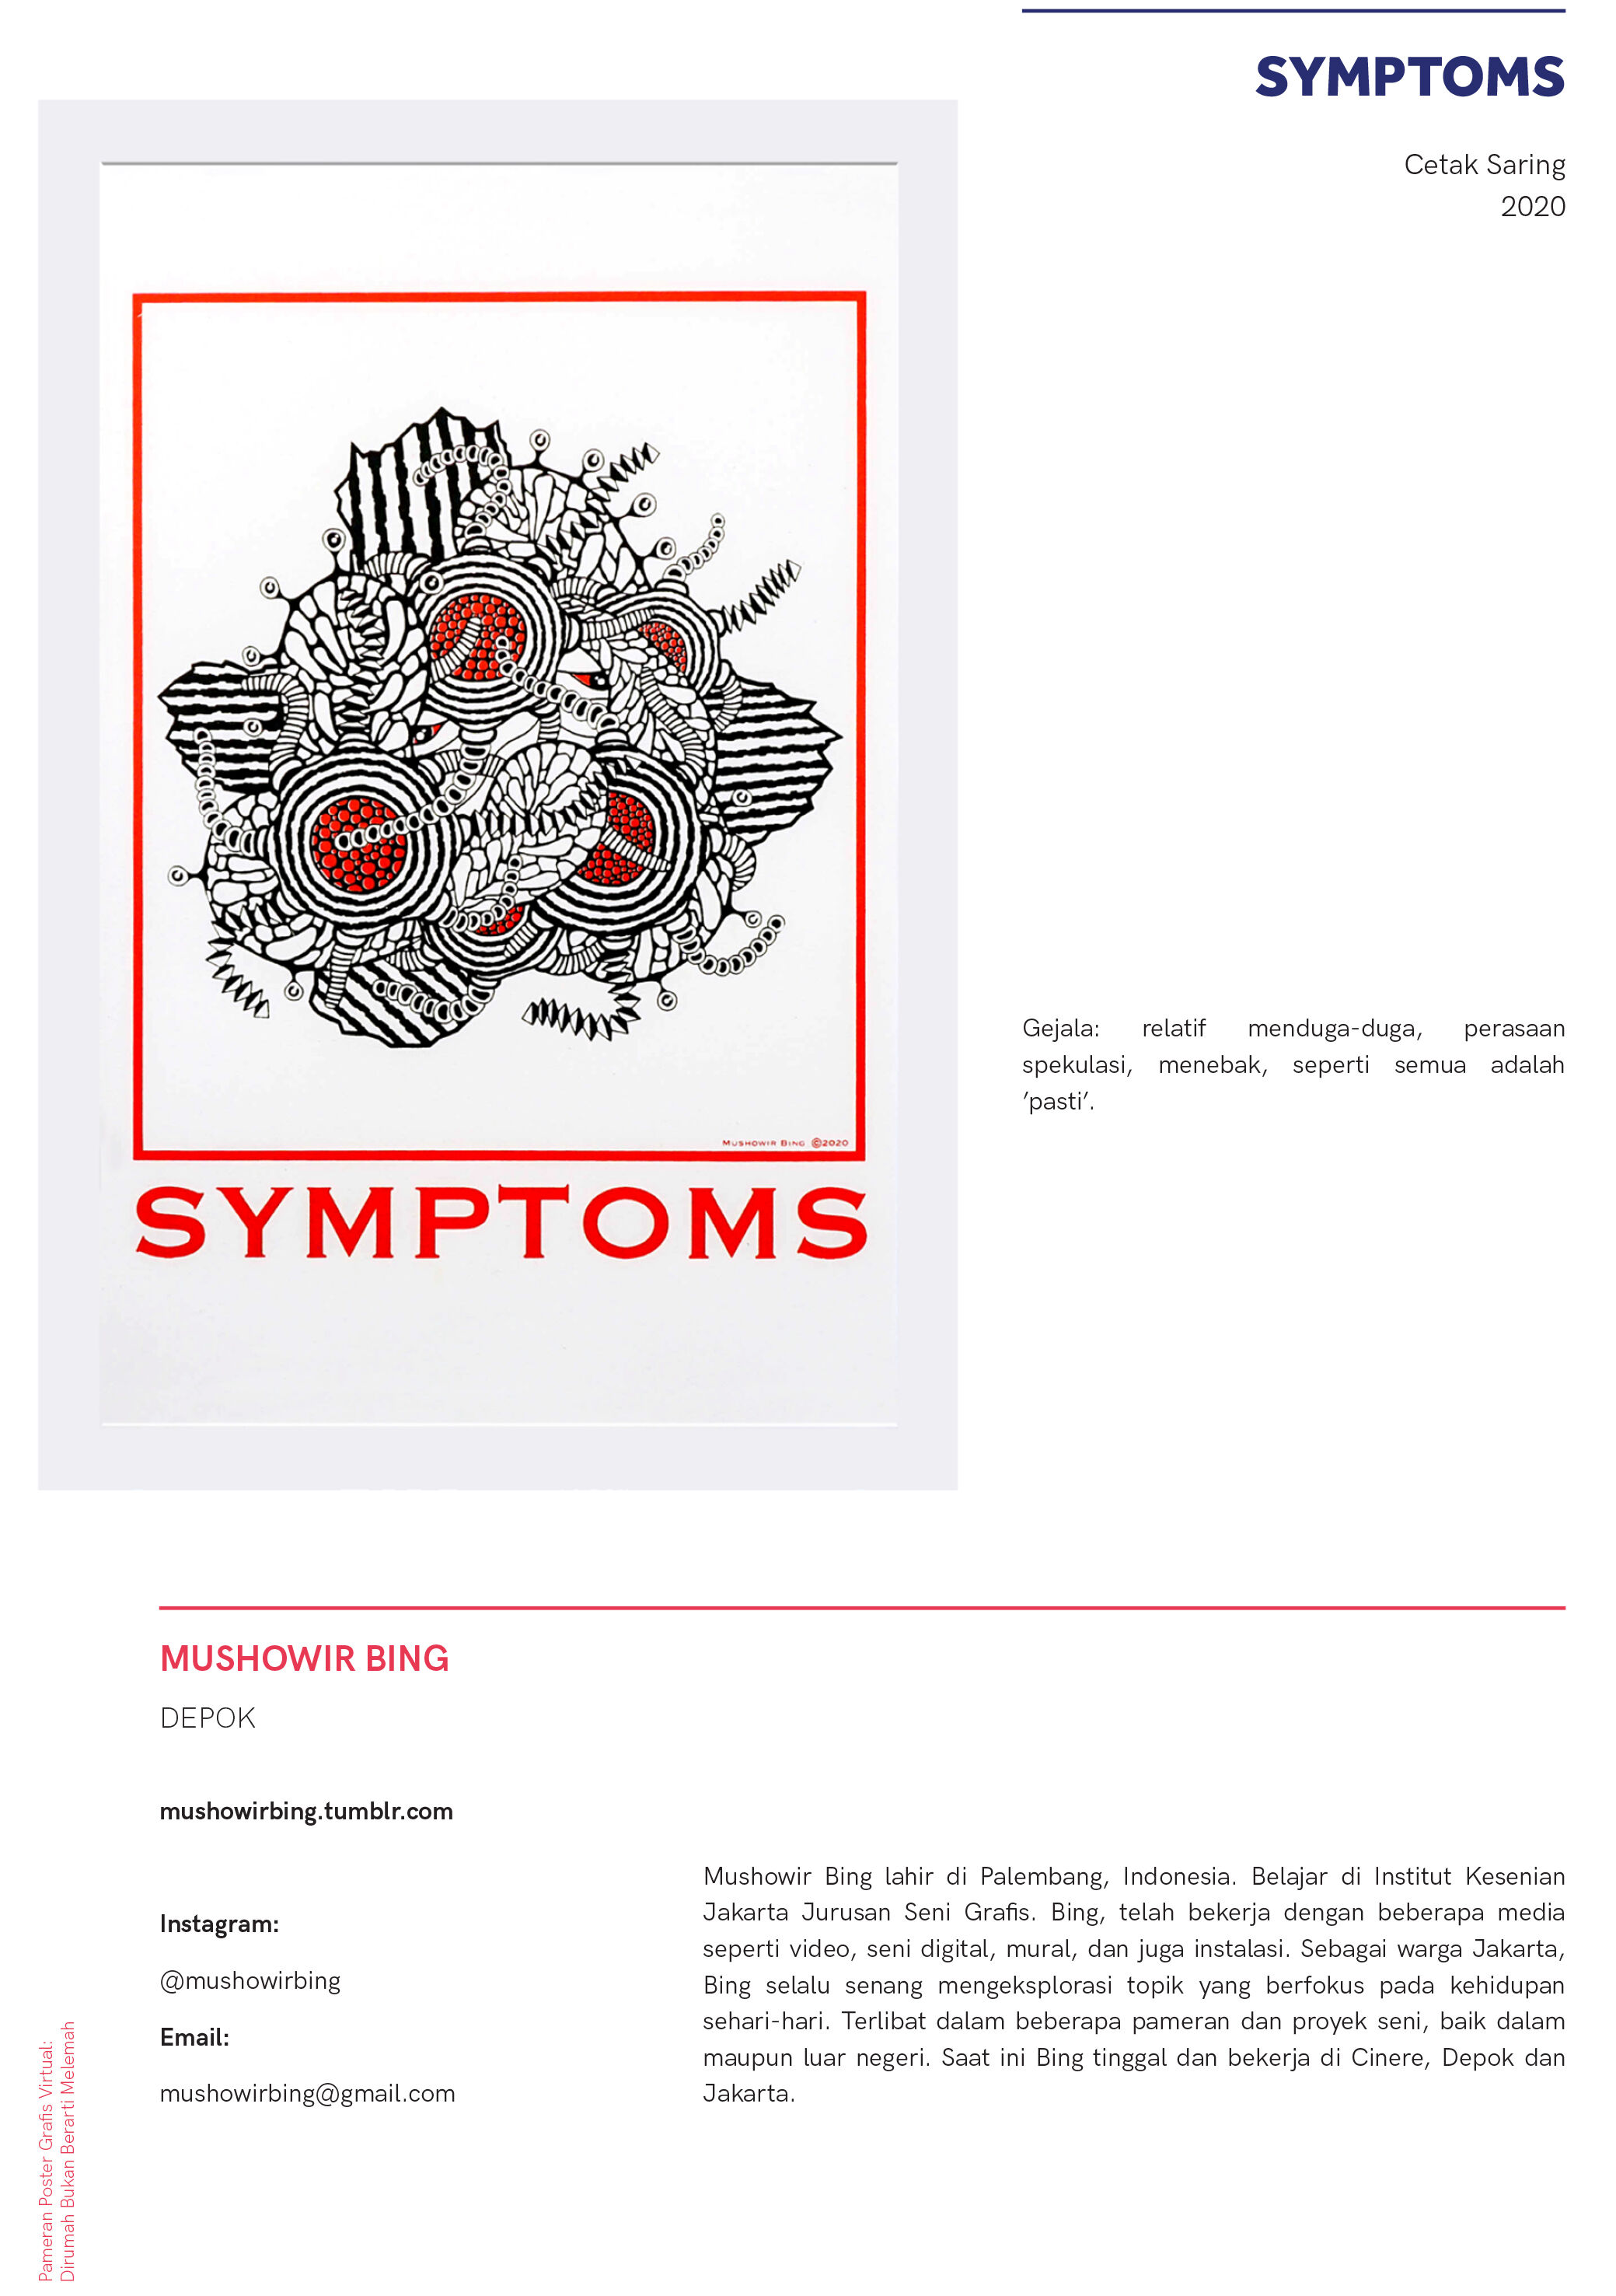 SYMPTOMS
Cetak Saring
2020
MUSHOWIR BING ©2020
SYMPTOMS
Gejala: relatif menduga-duga, perasaan
spekulasi, menebak, seperti semua adalah
’pasti’.
MUSHOWIR BING
DEPOK
mushowirbing.tumblr.com
Instagram:
@mushowirbing
Email:
mushowirbing@gmail.com
Mushowir Bing lahir di Palembang, Indonesia. Belajar di Institut Kesenian
Jakarta Jurusan Seni Grafis. Bing, telah bekerja dengan beberapa media
seperti video, seni digital, mural, dan juga instalasi. Sebagai warga Jakarta,
Bing selalu senang mengeksplorasi topik yang berfokus pada kehidupan
sehari-hari. Terlibat dalam beberapa pameran dan proyek seni, baik dalam
maupun luar negeri. Saat ini Bing tinggal dan bekerja di Cinere, Depok dan
Jakarta.
Pameran Poster Grafis Virtual:
Dirumah Bukan Berarti Melemah